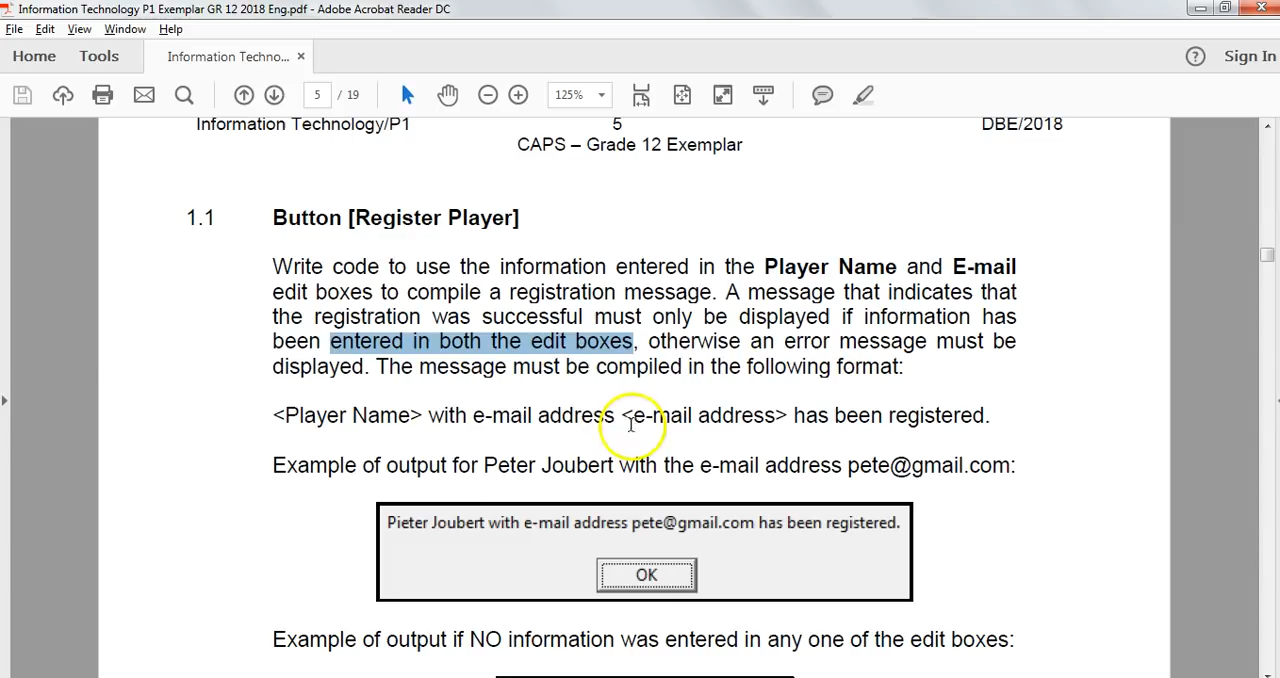 Information Technology P1 Exemplar GR 12 2018 Eng.pdf - Adobe Acrobat Reader DC
File Edit View Window Help
Home Tools Information Techno... × ? Sign In
5 / 19 125%
Information Technology/P1 5 DBE/2018
CAPS – Grade 12 Exemplar
1.1 Button [Register Player]
Write code to use the information entered in the Player Name and E-mail
edit boxes to compile a registration message. A message that indicates that
the registration was successful must only be displayed if information has
been entered in both the edit boxes, otherwise an error message must be
displayed. The message must be compiled in the following format:
<Player Name> with e-mail address <e-mail address> has been registered.
Example of output for Peter Joubert with the e-mail address pete@gmail.com:
Pieter Joubert with e-mail address pete@gmail.com has been registered.
OK
Example of output if NO information was entered in any one of the edit boxes: